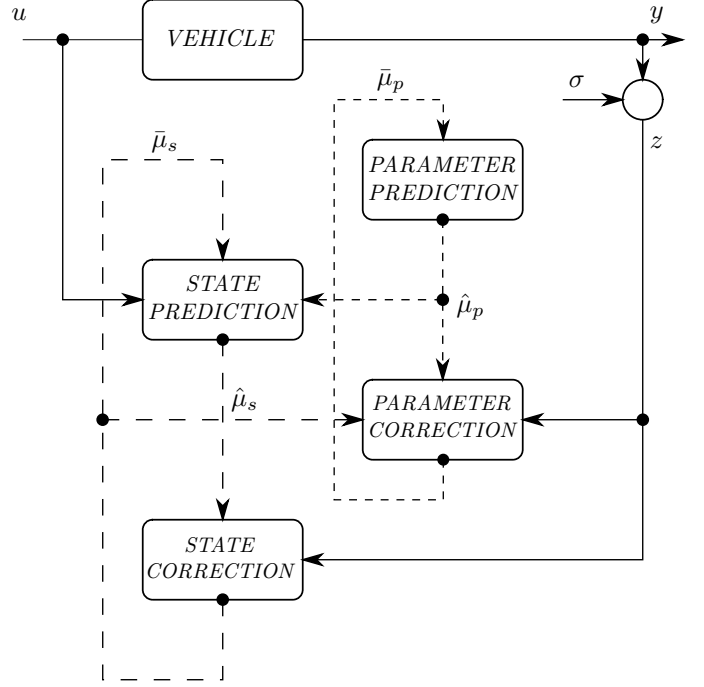 u
VEHICLE
y
μ̄ₚ
σ
z
μ̄ₛ
PARAMETER
PREDICTION
STATE
PREDICTION
μ̂ₚ
μ̂ₛ
PARAMETER
CORRECTION
STATE
CORRECTION